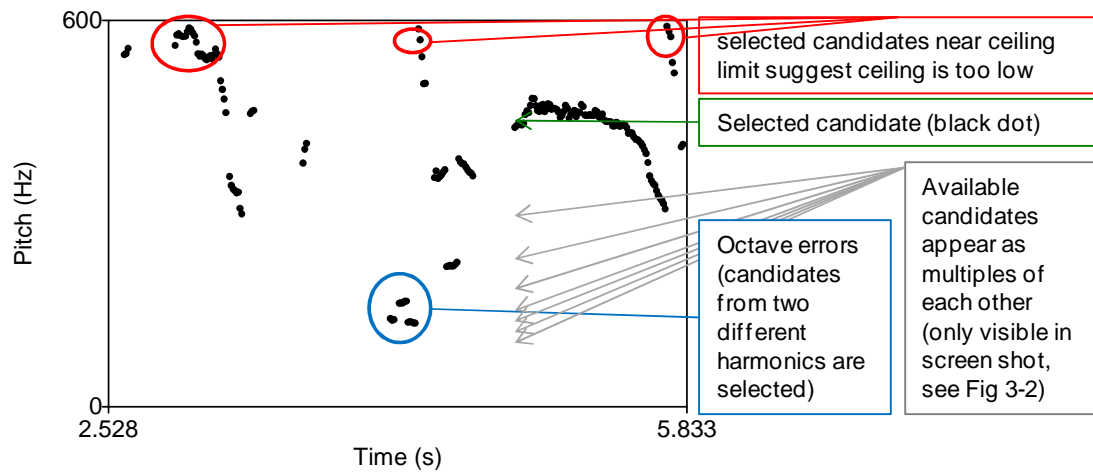 600
Pitch (Hz)
0
2.528
5.833
Time (s)
selected candidates near ceiling
limit suggest ceiling is too low
Selected candidate (black dot)
Octave errors
(candidates
from two
different
harmonics are
selected)
Available
candidates
appear as
multiples of
each other
(only visible in
screen shot,
see Fig 3-2)